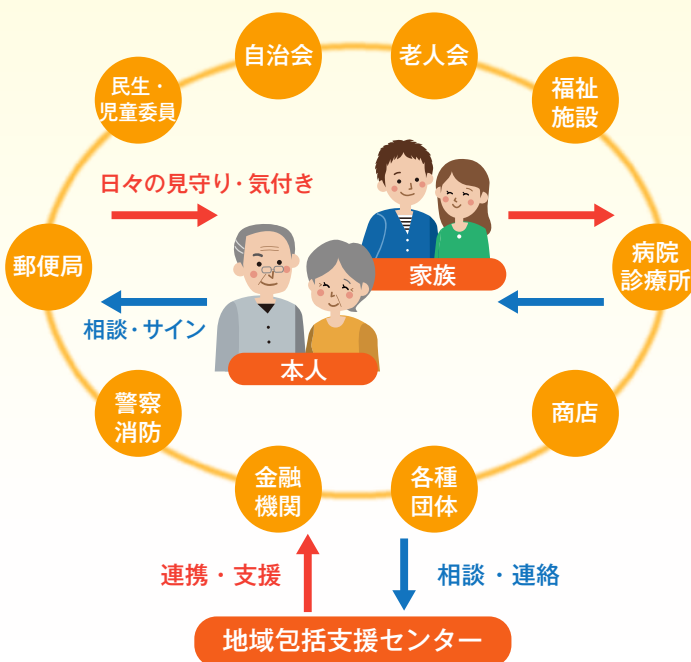 自治会
老人会
民生・
児童委員
福祉
施設
日々の見守り・気付き
郵便局
家族
病院
診療所
相談・サイン
本人
警察
消防
商店
金融
機関
各種
団体
連携・支援
相談・連絡
地域包括支援センター